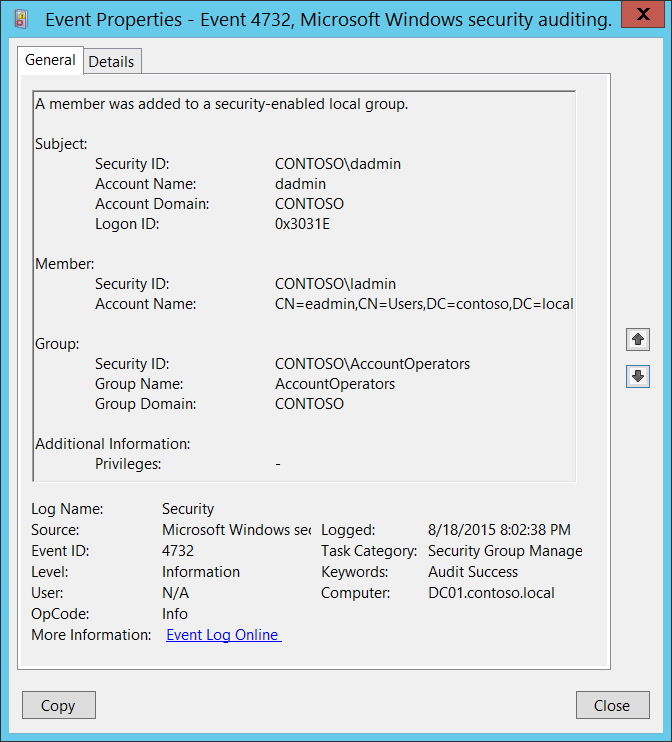 Event Properties - Event 4732, Microsoft Windows security auditing.
General Details
A member was added to a security-enabled local group.
Subject:
Security ID: CONTOSO\dadmin
Account Name: dadmin
Account Domain: CONTOSO
Logon ID: 0x3031E
Member:
Security ID: CONTOSO\ladmin
Account Name: CN=eadmin,CN=Users,DC=contoso,DC=local
Group:
Security ID: CONTOSO\AccountOperators
Group Name: AccountOperators
Group Domain: CONTOSO
Additional Information:
Privileges: -
Log Name: Security
Source: Microsoft Windows sec Logged: 8/18/2015 8:02:38 PM
Event ID: 4732 Task Category: Security Group Manage
Level: Information Keywords: Audit Success
User: N/A Computer: DC01.contoso.local
OpCode: Info
More Information: Event Log Online
Copy Close